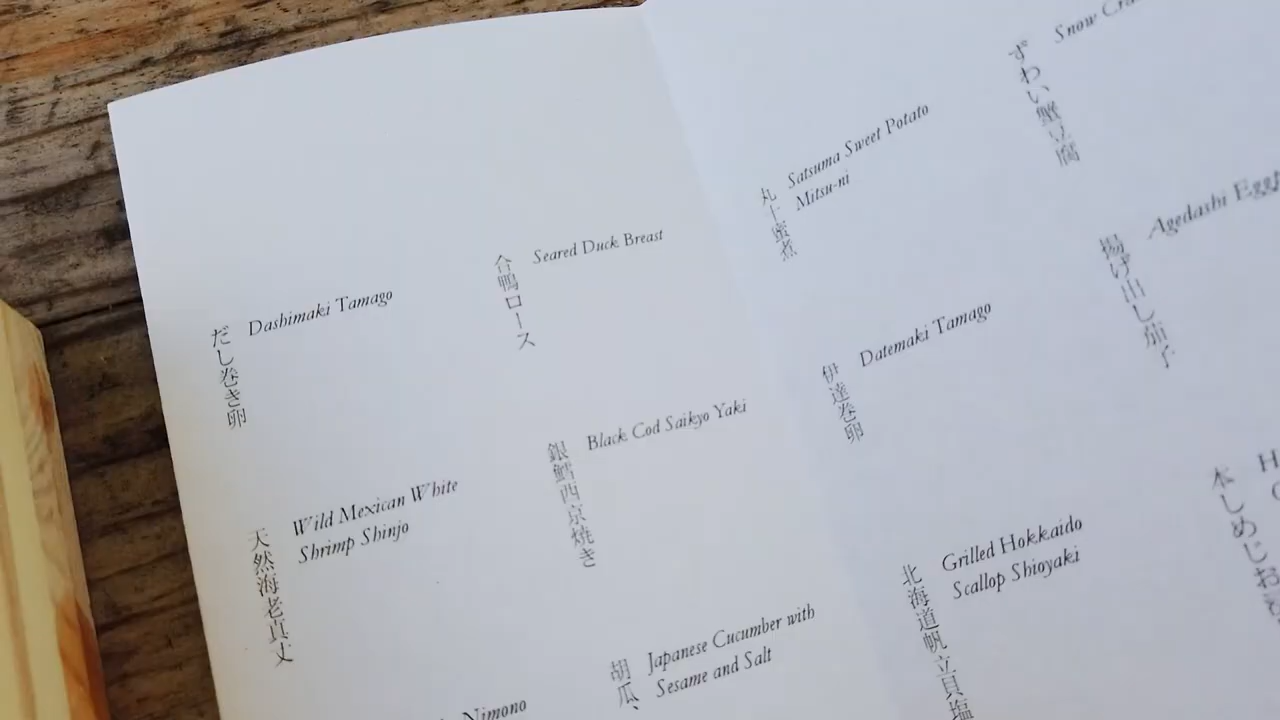 Dashimaki Tamago
だし巻き卵
Seared Duck Breast
合鴨ロース
Satsuma Sweet Potato
Mitsu-ni
丸十蜜煮
Snow
ずわい蟹豆腐
Wild Mexican White
Shrimp Shinjo
天然海老真丈
Black Cod Saikyo Yaki
銀鱈西京焼き
Datemaki Tamago
伊達巻卵
Agedashi
揚げ出し茄子
Nimono
Japanese Cucumber with
Sesame and Salt
胡瓜、
Grilled Hokkaido
Scallop Shioyaki
北海道帆立貝塩
本しめじお